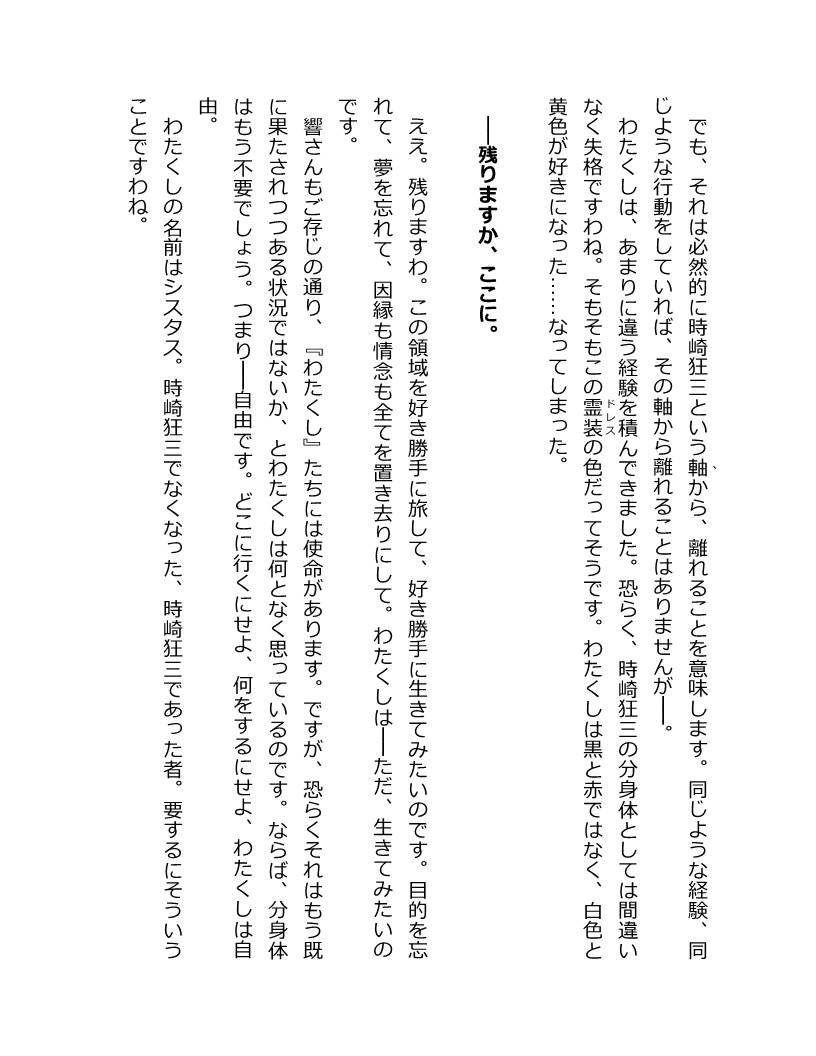 でも、それは必然的に時崎狂三という軸から、離れることを意味します。同じような経験、同
じような行動をしていれば、その軸から離れることはありませんが――。
わたくしは、あまりに違う経験を積んできました。恐らく、時崎狂三の分身体としては間違い
なく失格ですわね。そもそもこの霊装の色だってそうです。わたくしは黒と赤ではなく、白色と
ドレス
黄色が好きになった……なってしまった。
――残りますか、ここに。
ええ。残りますわ。この領域を好き勝手に旅して、好き勝手に生きてみたいのです。目的を忘
れて、夢を忘れて、因縁も情念も全てを置き去りにして。わたくしは――ただ、生きてみたいの
です。
響さんもご存じの通り、『わたくし』たちには使命があります。ですが、恐らくそれはもう既
に果たされつつある状況ではないか、とわたくしは何となく思っているのです。ならば、分身体
はもう不要でしょう。つまり――自由です。どこに行くにせよ、何をするにせよ、わたくしは自
由。
わたくしの名前はシスタス。時崎狂三でなくなった、時崎狂三であった者。要するにそういう
ことですわね。